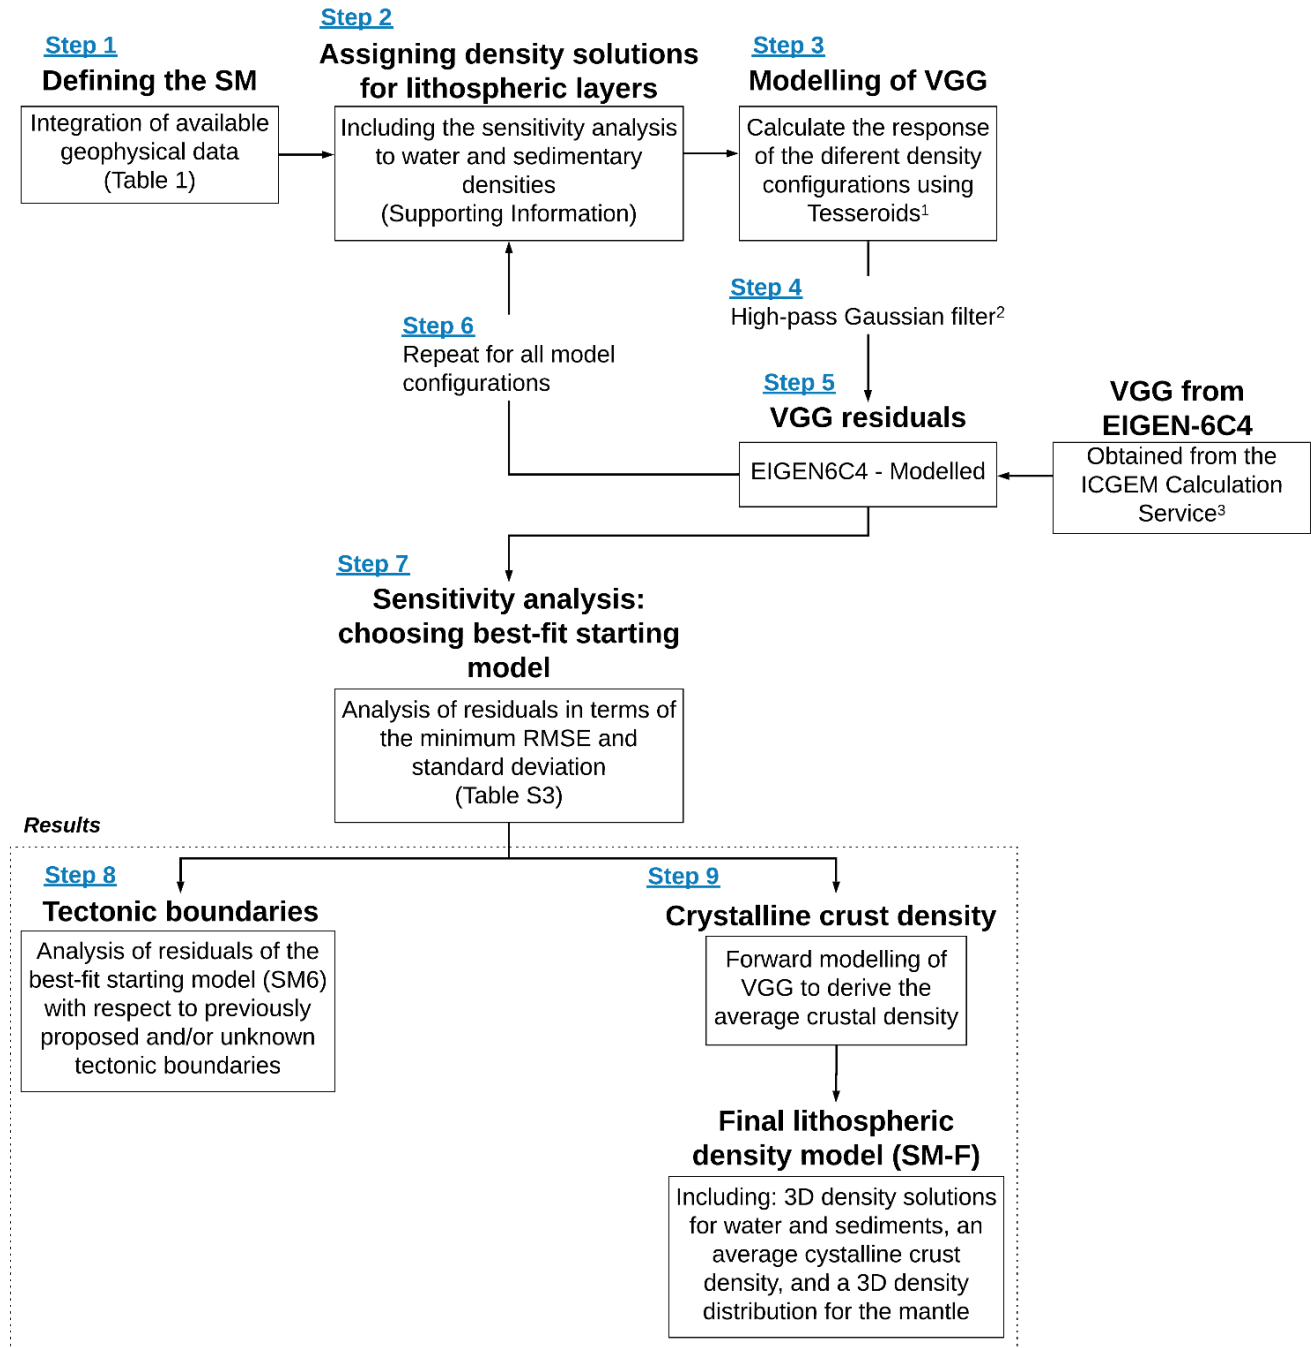 Step 1
Defining the SM
Integration of available
geophysical data
(Table 1)
Step 2
Assigning density solutions
for lithospheric layers
Including the sensitivity analysis
to water and sedimentary
densities
(Supporting Information)
Step 3
Modelling of VGG
Calculate the response
of the diferent density
configurations using
Tesseroids¹
Step 4
High-pass Gaussian filter²
Step 5
VGG residuals
EIGEN6C4 - Modelled
VGG from
EIGEN-6C4
Obtained from the
ICGEM Calculation
Service³
Step 6
Repeat for all model
configurations
Step 7
Sensitivity analysis:
choosing best-fit starting
model
Analysis of residuals in terms of
the minimum RMSE and
standard deviation
(Table S3)
Results
Step 8
Tectonic boundaries
Analysis of residuals of the
best-fit starting model (SM6)
with respect to previously
proposed and/or unknown
tectonic boundaries
Step 9
Crystalline crust density
Forward modelling of
VGG to derive the
average crustal density
Final lithospheric
density model (SM-F)
Including: 3D density solutions
for water and sediments, an
average cystalline crust
density, and a 3D density
distribution for the mantle